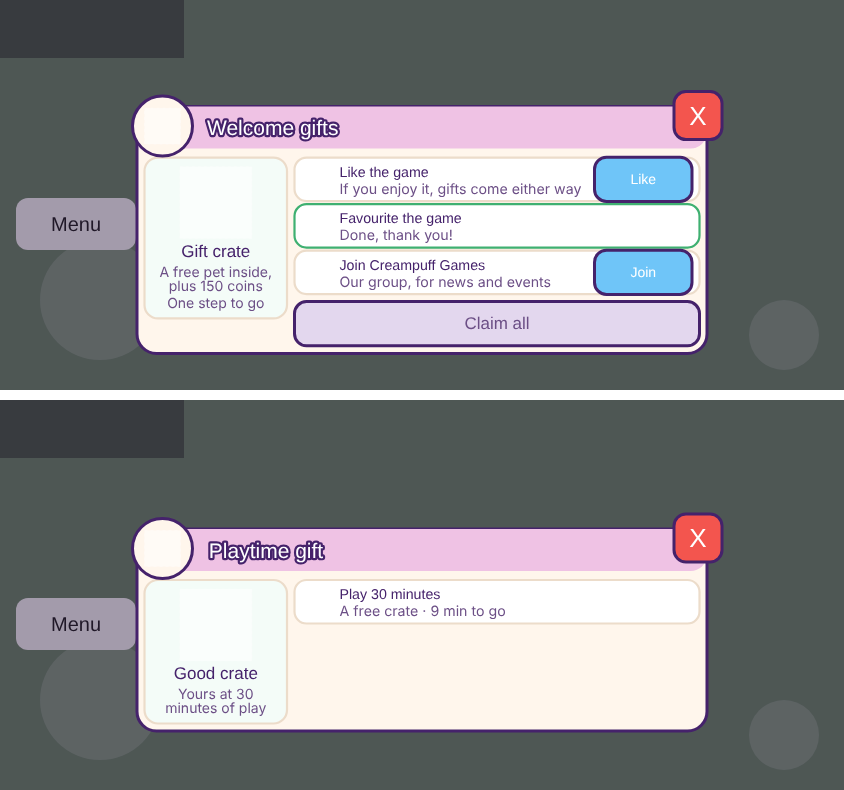 Welcome gifts
X
Like the game
If you enjoy it, gifts come either way
Like
Favourite the game
Done, thank you!
Menu
Gift crate
A free pet inside,
plus 150 coins
One step to go
Join Creampuff Games
Our group, for news and events
Join
Claim all
Playtime gift
X
Play 30 minutes
A free crate · 9 min to go
Menu
Good crate
Yours at 30
minutes of play